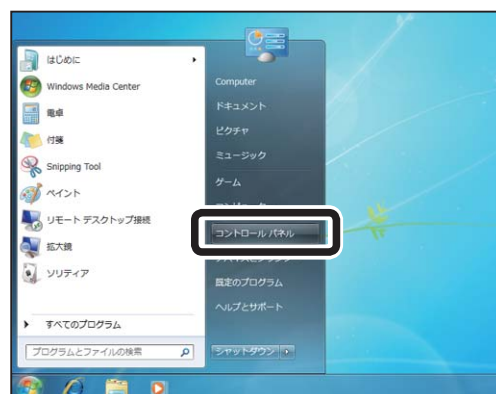 はじめに
Windows Media Center
電卓
付箋
Snipping Tool
ペイント
リモート デスクトップ接続
拡大鏡
ソリティア
すべてのプログラム
プログラムとファイルの検索
Computer
ドキュメント
ピクチャ
ミュージック
ゲーム
コントロール パネル
既定のプログラム
ヘルプとサポート
シャットダウン